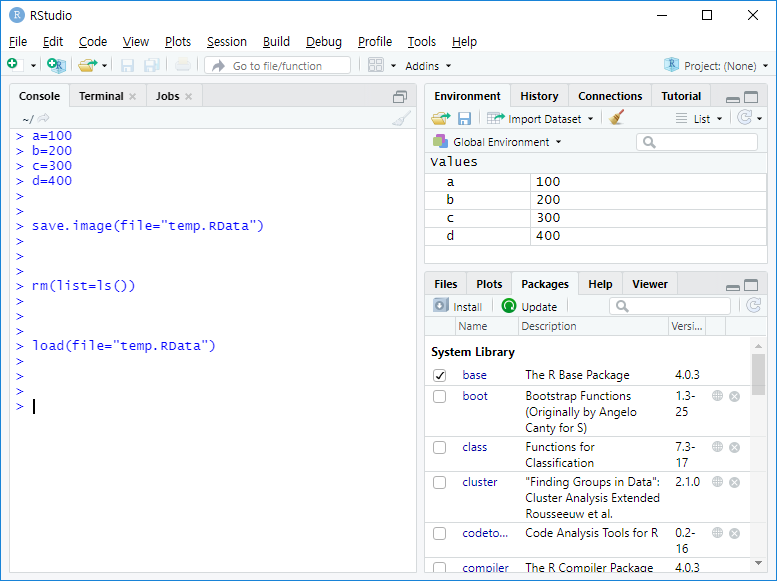 RStudio
File Edit Code View Plots Session Build Debug Profile Tools Help
Go to file/function Addins Project: (None)
Console Terminal Jobs
~/
> a=100
> b=200
> c=300
> d=400
>
>
> save.image(file="temp.RData")
>
>
>
> rm(list=ls())
>
>
>
> load(file="temp.RData")
>
>
>
>
Environment History Connections Tutorial
Import Dataset List
Global Environment
Values
a 100
b 200
c 300
d 400
Files Plots Packages Help Viewer
Install Update
Name Description Versi...
System Library
base The R Base Package 4.0.3
boot Bootstrap Functions 1.3-
(Originally by Angelo 25
Canty for S)
class Functions for 7.3-
Classification 17
cluster "Finding Groups in Data": 2.1.0
Cluster Analysis Extended
Rousseeuw et al.
codeto... Code Analysis Tools for R 0.2-
16
compiler The R Compiler Package 4.0.3